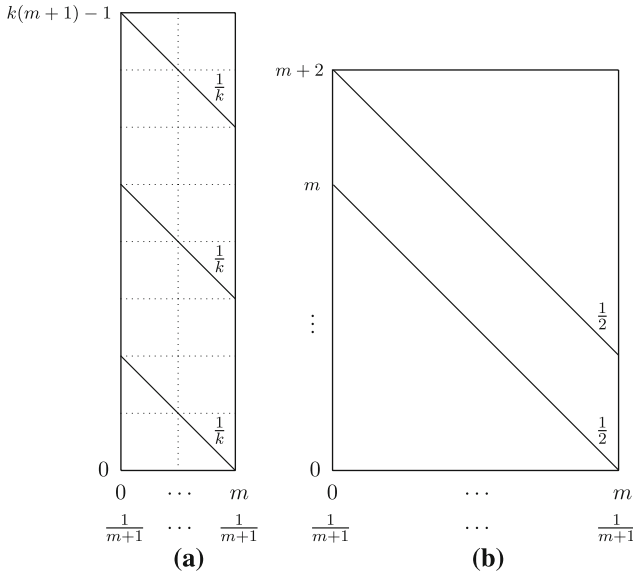 k(m + 1) − 1
1/k
1/k
1/k
0
0 ⋯ m
1/(m+1) ⋯ 1/(m+1)
(a)
m + 2
m
⋮
1/2
1/2
0
0 ⋯ m
1/(m+1) ⋯ 1/(m+1)
(b)